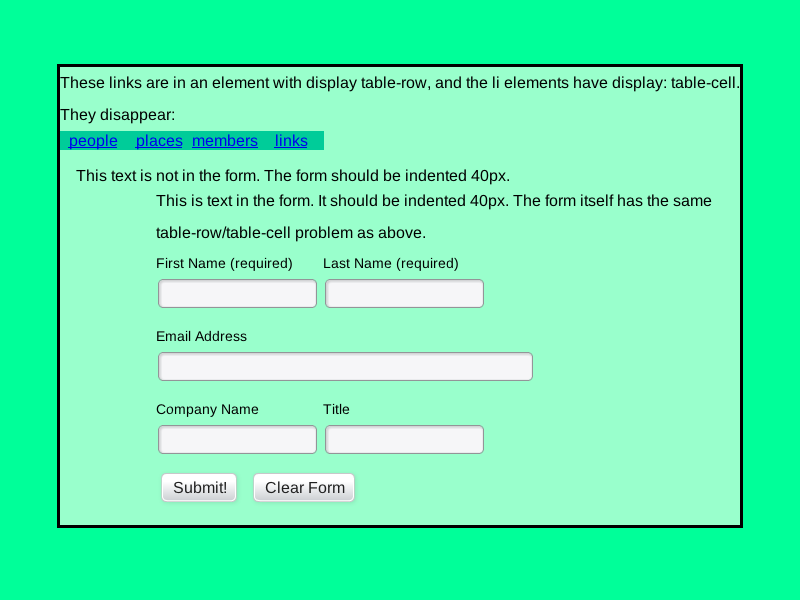 These links are in an element with display table-row, and the li elements have display: table-cell.
They disappear:
people places members links
This text is not in the form. The form should be indented 40px.
This is text in the form. It should be indented 40px. The form itself has the same
table-row/table-cell problem as above.
First Name (required) Last Name (required)
Email Address
Company Name Title
Submit! Clear Form